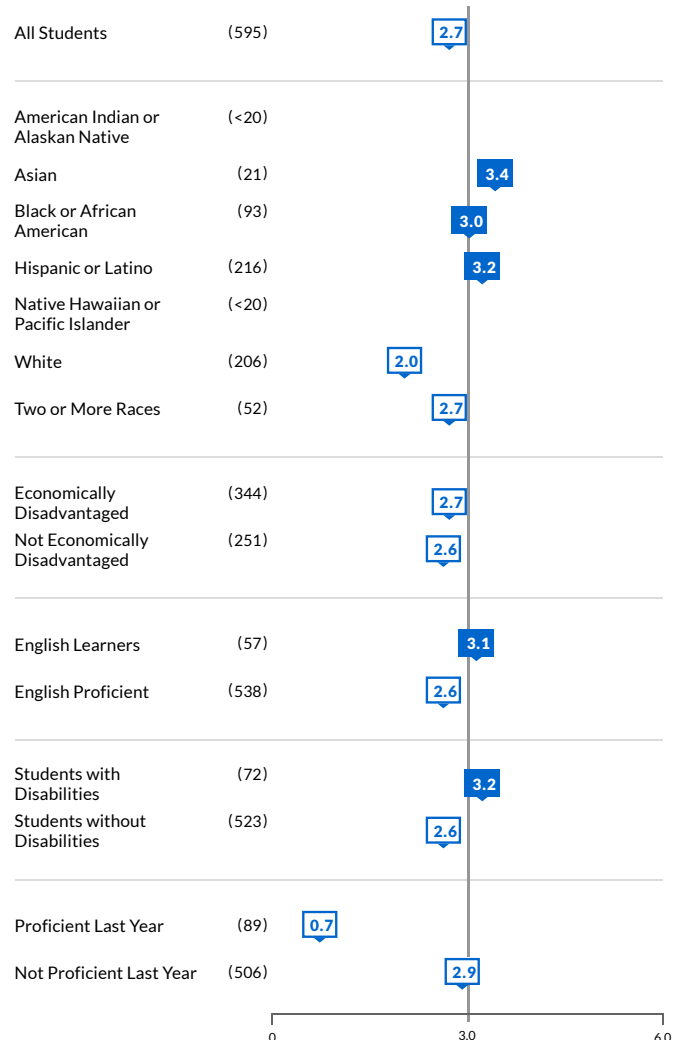 All Students (595) 2.7
American Indian or (<20)
Alaskan Native
Asian (21) 3.4
Black or African (93) 3.0
American
Hispanic or Latino (216) 3.2
Native Hawaiian or (<20)
Pacific Islander
White (206) 2.0
Two or More Races (52) 2.7
Economically (344) 2.7
Disadvantaged
Not Economically (251) 2.6
Disadvantaged
English Learners (57) 3.1
English Proficient (538) 2.6
Students with (72) 3.2
Disabilities
Students without (523) 2.6
Disabilities
Proficient Last Year (89) 0.7
Not Proficient Last Year (506) 2.9
0 3.0 6.0